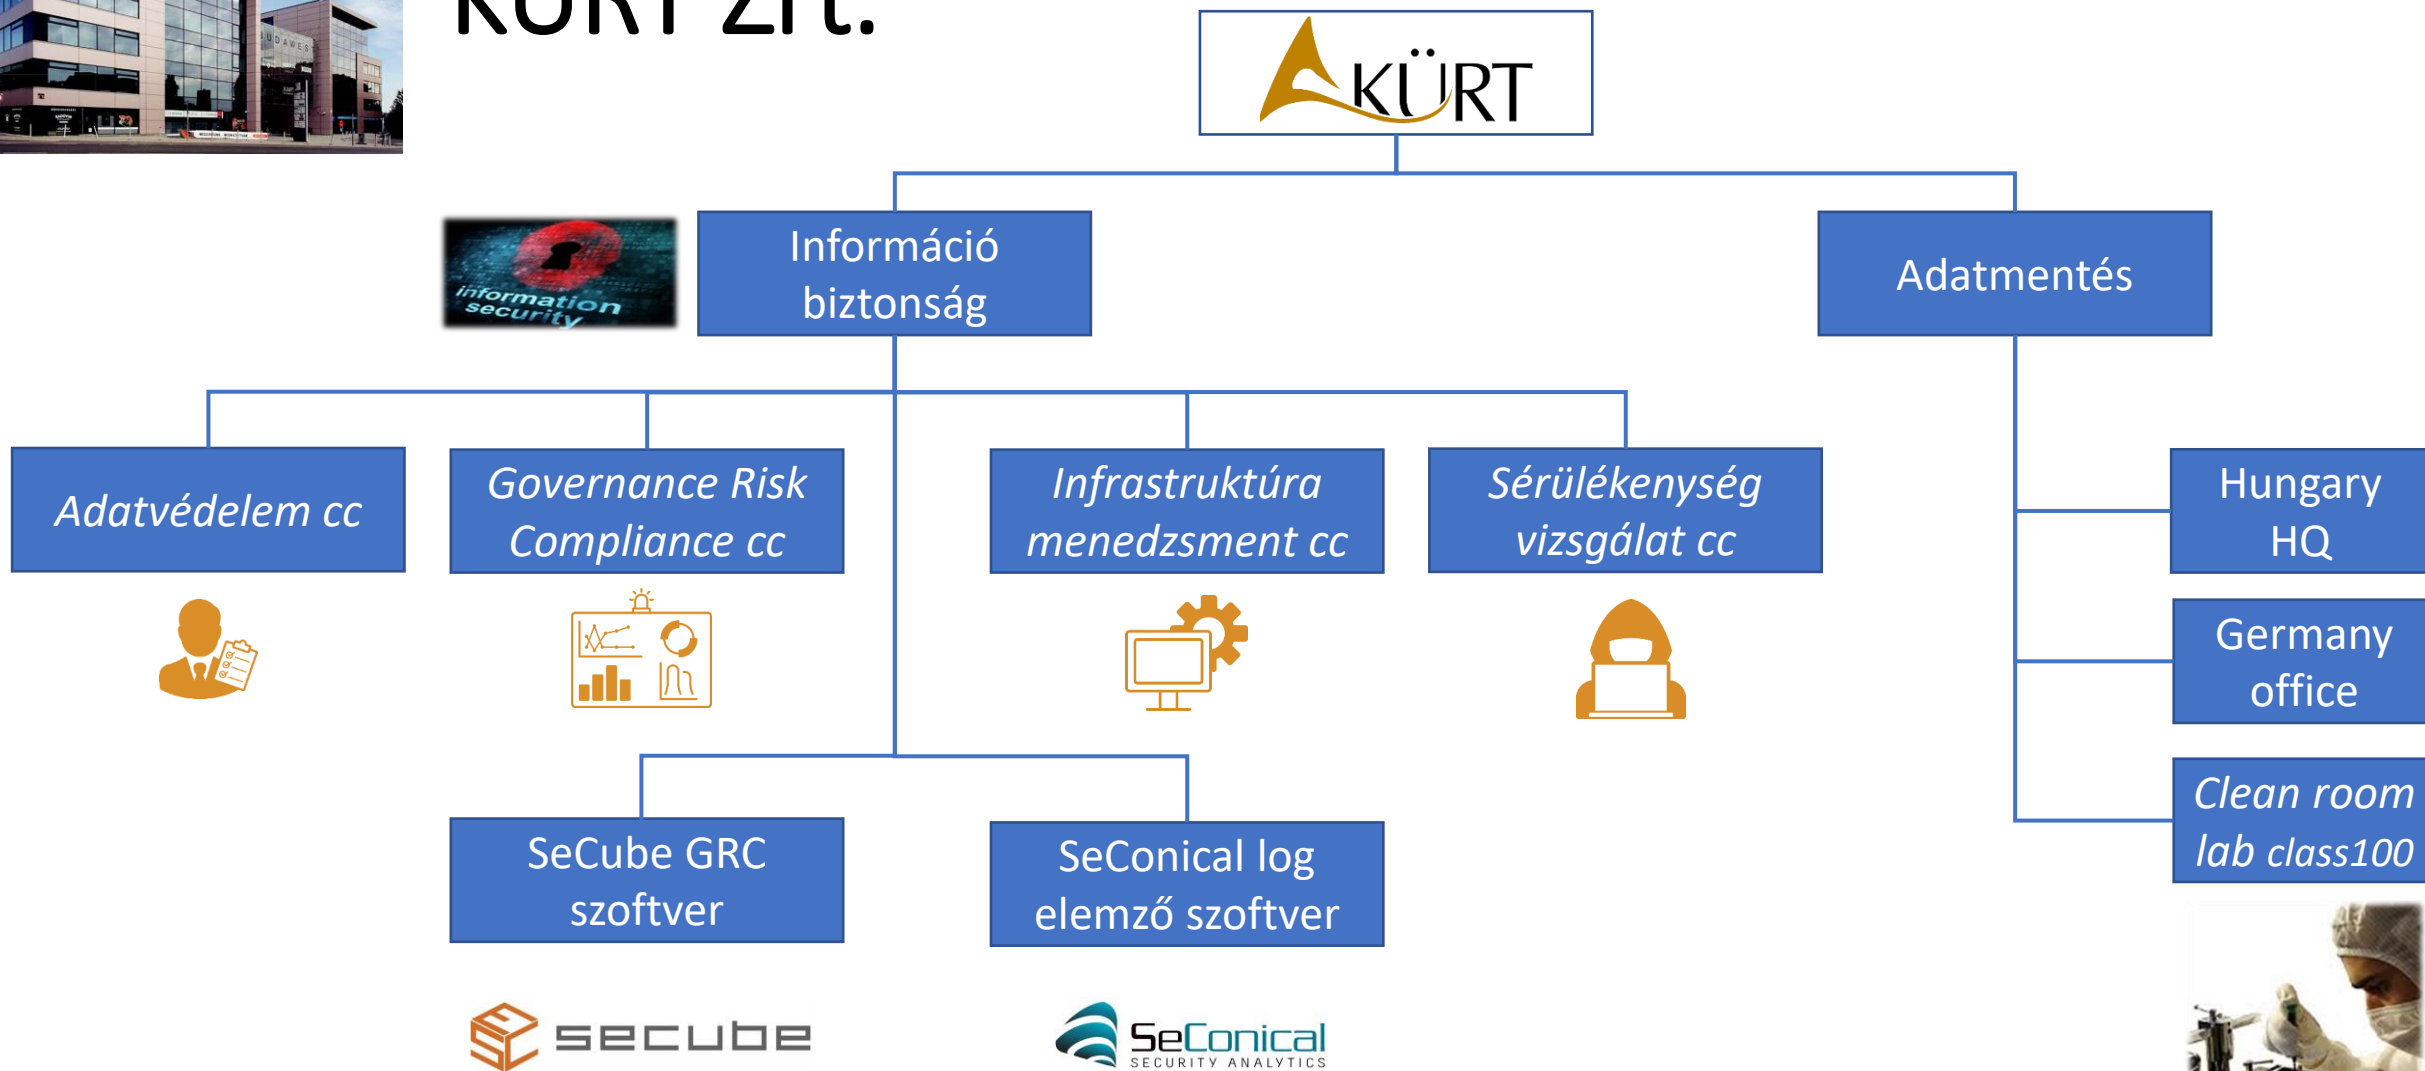 KÜRT Zrt.
BUDAWEST
KÜRT
Információ
biztonság
Adatmentés
information
security
Adatvédelem cc
Governance Risk
Compliance cc
Infrastruktúra
menedzsment cc
Sérülékenység
vizsgálat cc
Hungary
HQ
Germany
office
Clean room
lab class100
SeCube GRC
szoftver
SeConical log
elemző szoftver
secube
SeConical
SECURITY ANALYTICS